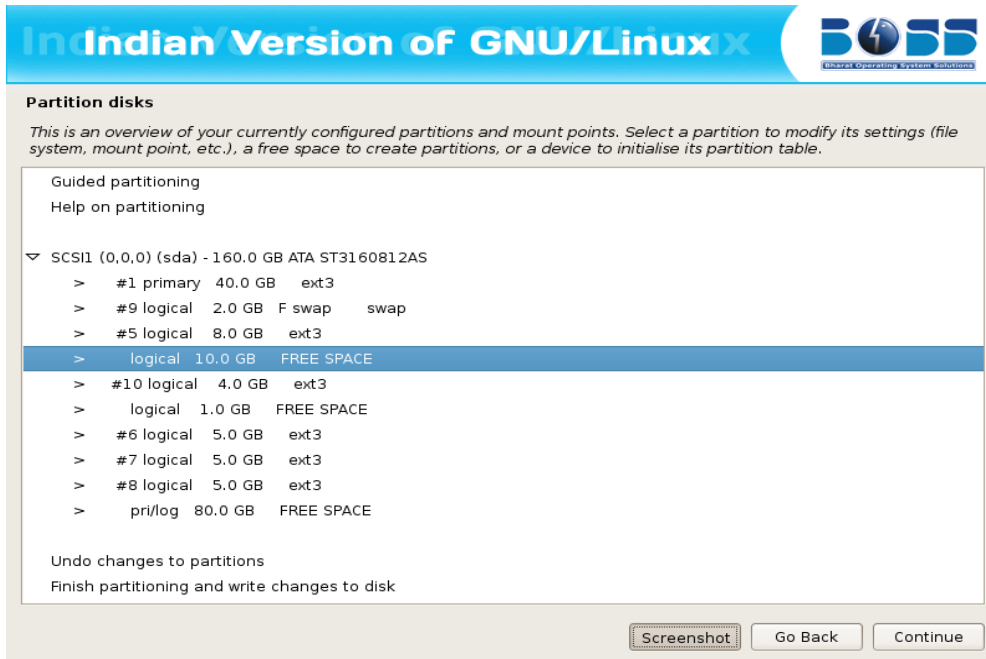 Indian Version of GNU/Linux
BOSS
Bharat Operating System Solutions
Partition disks
This is an overview of your currently configured partitions and mount points. Select a partition to modify its settings (file
system, mount point, etc.), a free space to create partitions, or a device to initialise its partition table.
Guided partitioning
Help on partitioning
SCSI1 (0,0,0) (sda) - 160.0 GB ATA ST3160812AS
> #1 primary 40.0 GB ext3
> #9 logical 2.0 GB F swap swap
> #5 logical 8.0 GB ext3
> logical 10.0 GB FREE SPACE
> #10 logical 4.0 GB ext3
> logical 1.0 GB FREE SPACE
> #6 logical 5.0 GB ext3
> #7 logical 5.0 GB ext3
> #8 logical 5.0 GB ext3
> pri/log 80.0 GB FREE SPACE
Undo changes to partitions
Finish partitioning and write changes to disk
Screenshot Go Back Continue